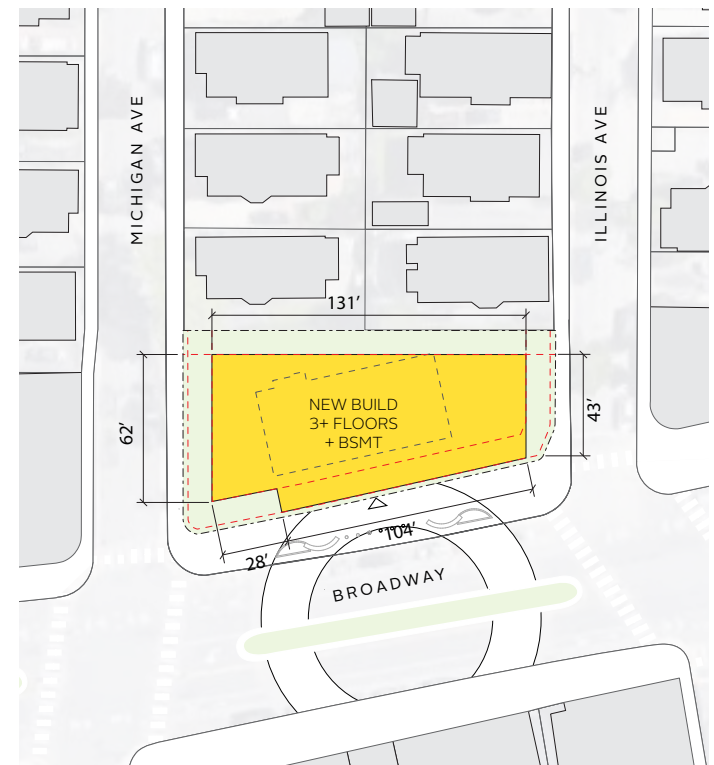 MICHIGAN AVE
ILLINOIS AVE
131'
NEW BUILD
3+ FLOORS
+ BSMT
62'
43'
104'
28'
BROADWAY